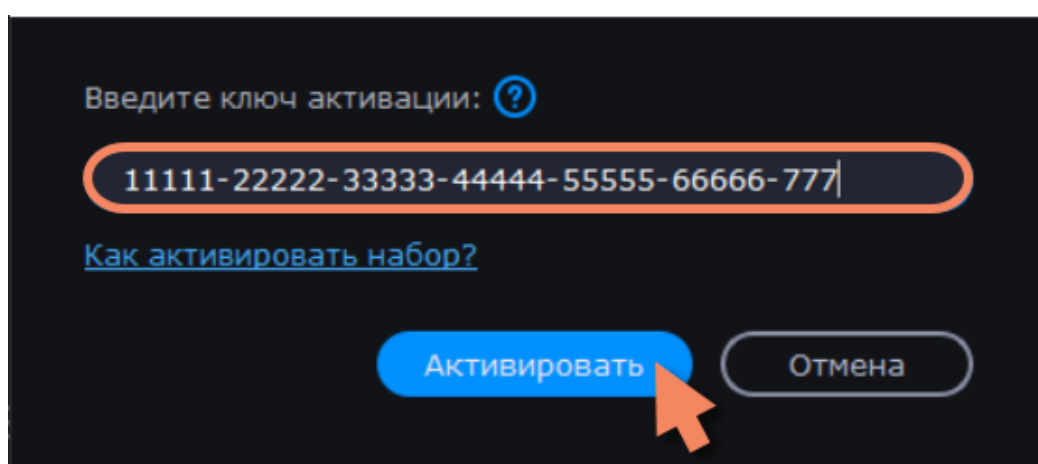 Введите ключ активации: ?
11111-22222-33333-44444-55555-66666-777
Как активировать набор?
Активировать Отмена